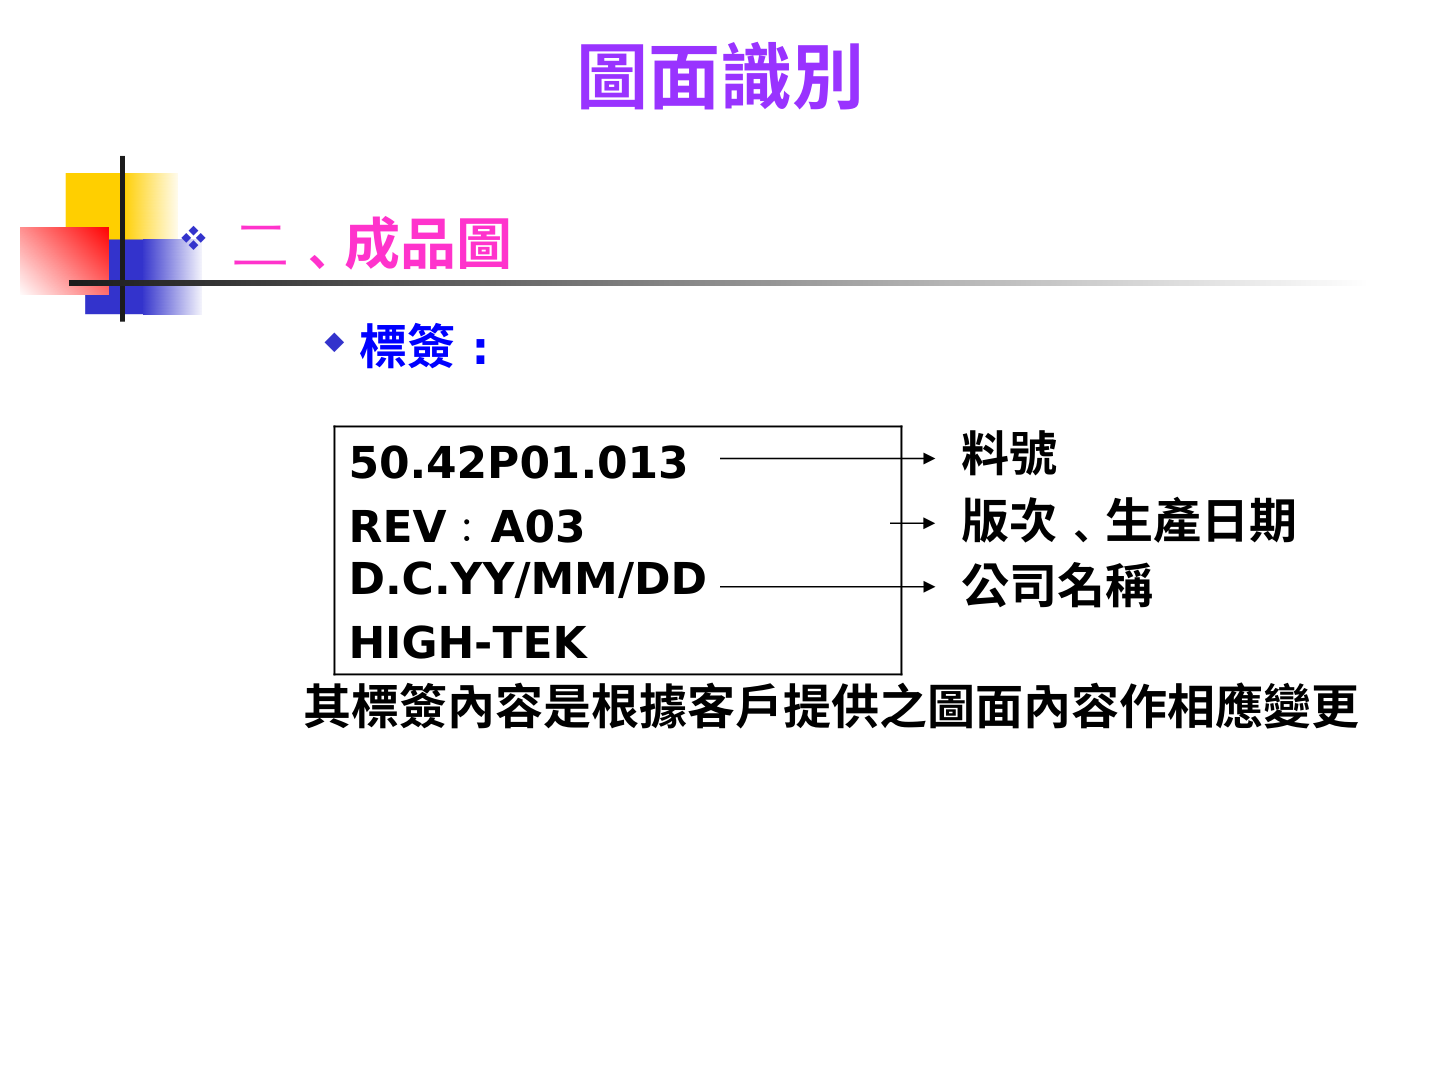 圖面識別
二﹑成品圖
標簽：
50.42P01.013
料號
REV：A03
版次﹑生產日期
D.C.YY/MM/DD
公司名稱
HIGH-TEK
其標簽內容是根據客戶提供之圖面內容作相應變更